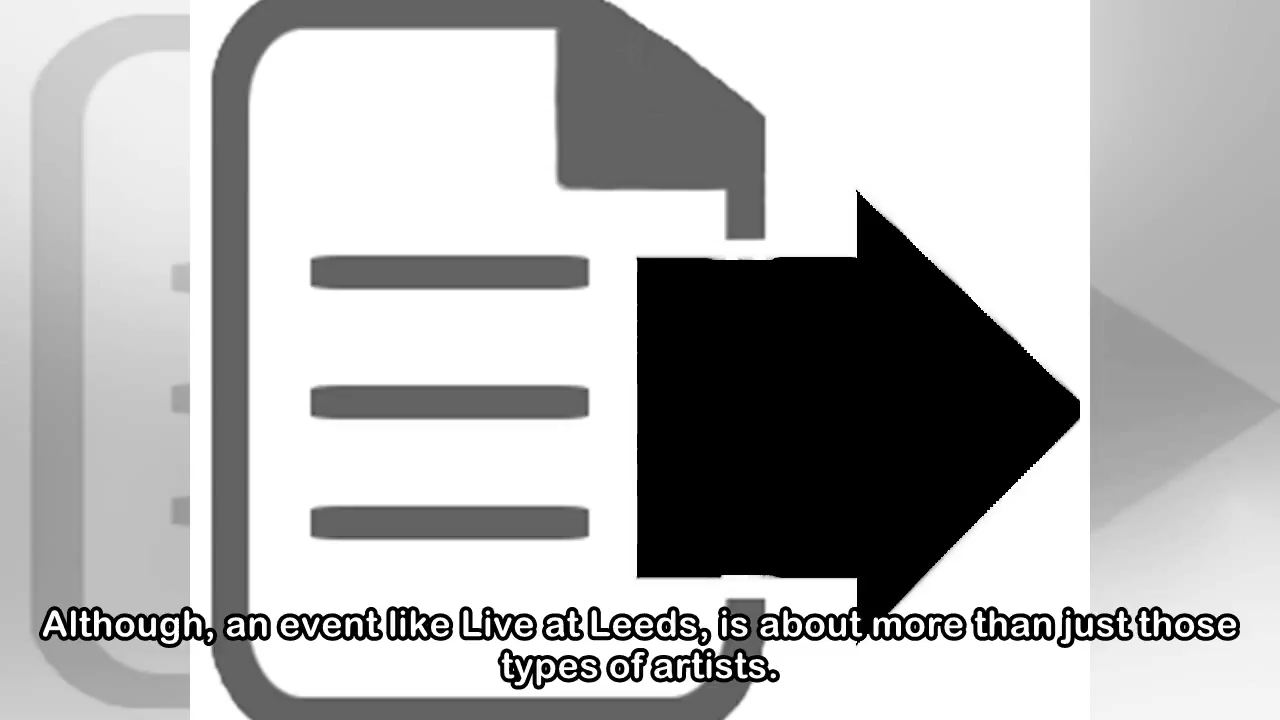 Although, an event like Live at Leeds, is about more than just those
types of artists.